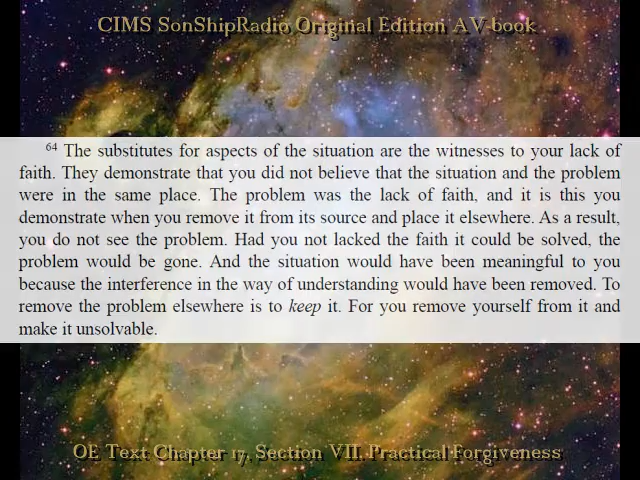 CIMS SonShipRadio Original Edition AV-book
64 The substitutes for aspects of the situation are the witnesses to your lack of
faith. They demonstrate that you did not believe that the situation and the problem
were in the same place. The problem was the lack of faith, and it is this you
demonstrate when you remove it from its source and place it elsewhere. As a result,
you do not see the problem. Had you not lacked the faith it could be solved, the
problem would be gone. And the situation would have been meaningful to you
because the interference in the way of understanding would have been removed. To
remove the problem elsewhere is to keep it. For you remove yourself from it and
make it unsolvable.
OE Text Chapter 17, Section VII. Practical Forgiveness